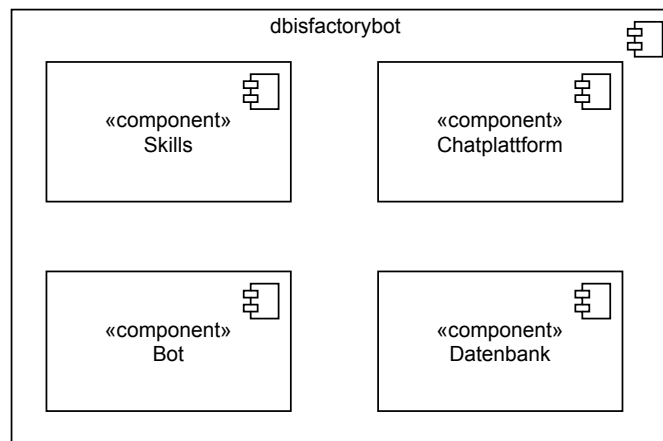 dbisfactorybot
«component»
Skills
«component»
Chatplattform
«component»
Bot
«component»
Datenbank